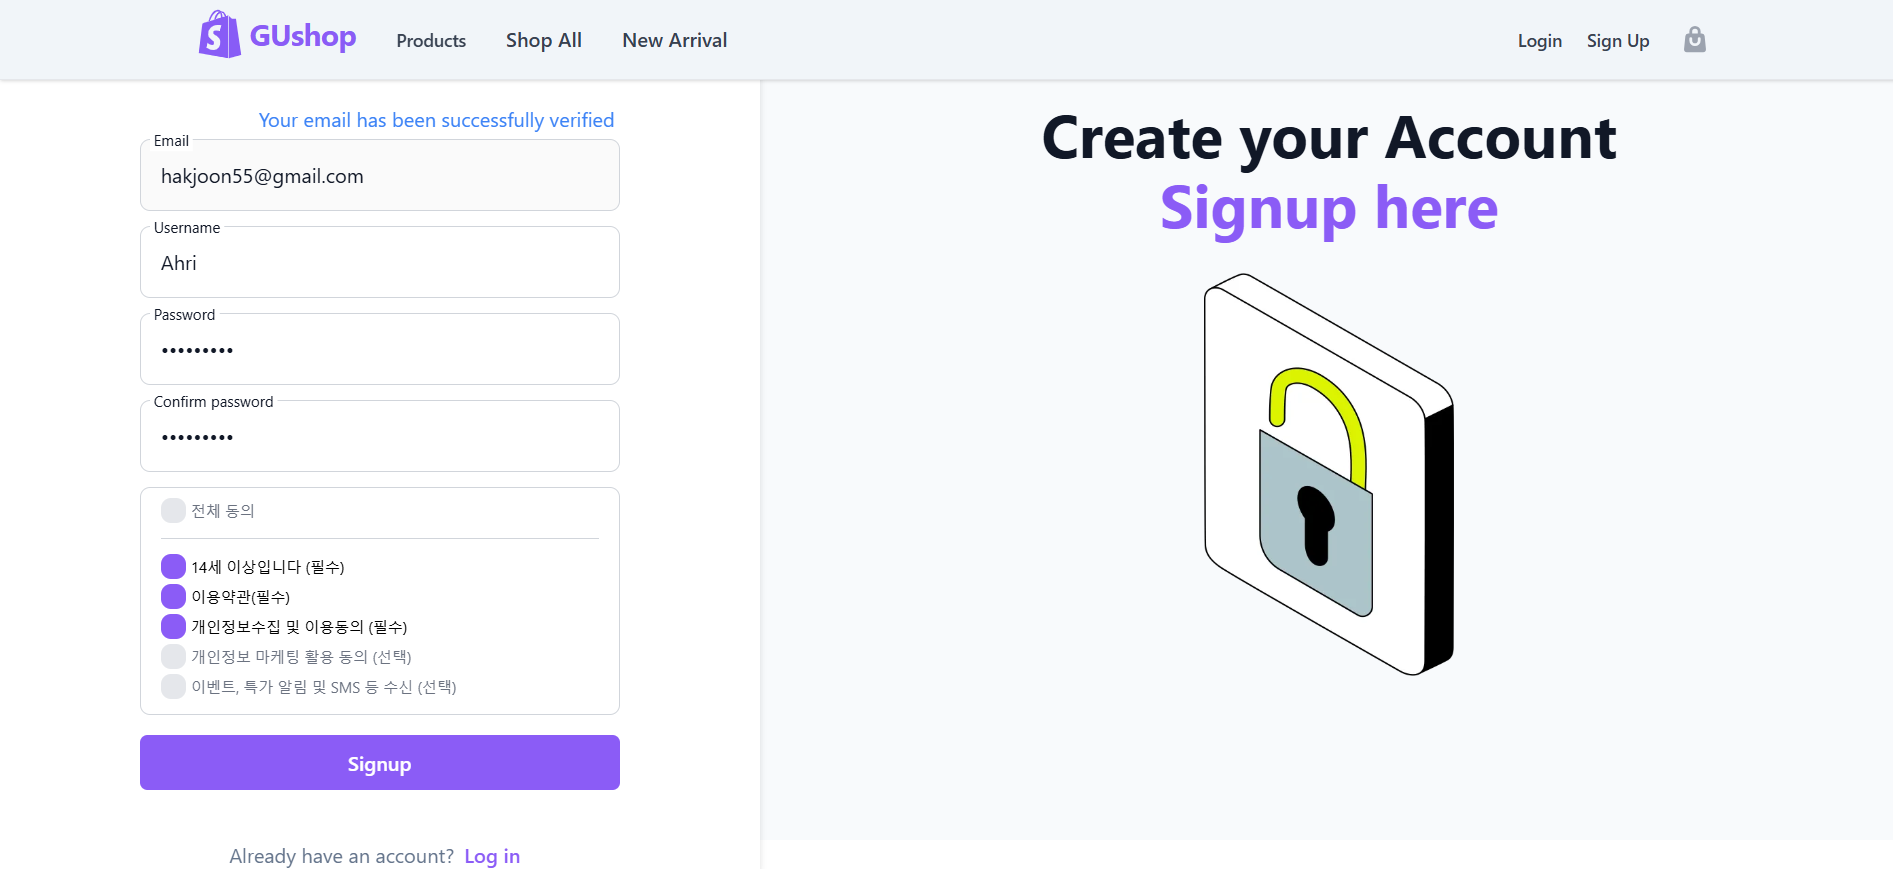 GUshop Products Shop All New Arrival Login Sign Up
Your email has been successfully verified
Email
hakjoon55@gmail.com
Username
Ahri
Password
•••••••••
Confirm password
•••••••••
전체 동의
14세 이상입니다 (필수)
이용약관(필수)
개인정보수집 및 이용동의 (필수)
개인정보 마케팅 활용 동의 (선택)
이벤트, 특가 알림 및 SMS 등 수신 (선택)
Signup
Already have an account? Log in
Create your Account
Signup here